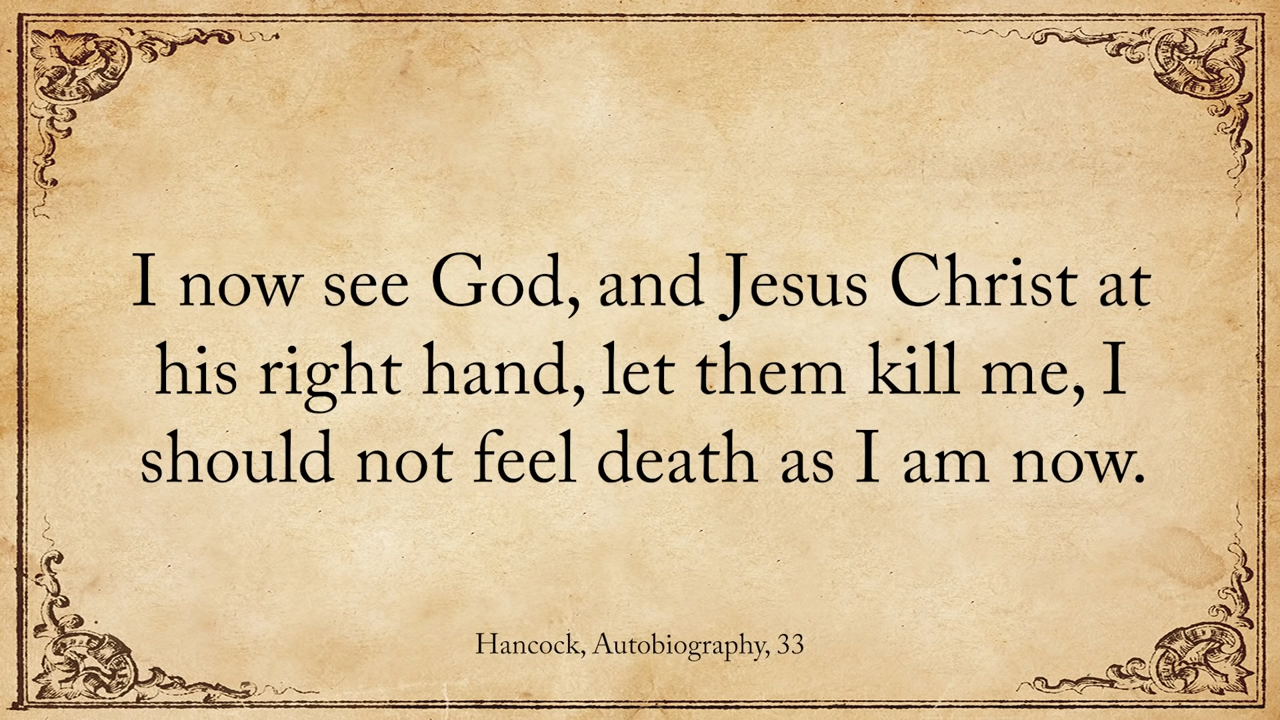 I now see God, and Jesus Christ at
his right hand, let them kill me, I
should not feel death as I am now.
Hancock, Autobiography, 33